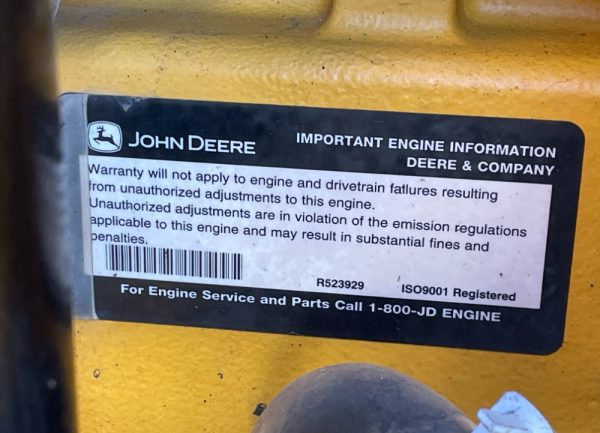 JOHN DEERE
IMPORTANT ENGINE INFORMATION
DEERE & COMPANY
Warranty will not apply to engine and drivetrain failures resulting
from unauthorized adjustments to this engine.
Unauthorized adjustments are in violation of the emission regulations
applicable to this engine and may result in substantial fines and
penalties.
R523929
ISO9001 Registered
For Engine Service and Parts Call 1-800-JD ENGINE